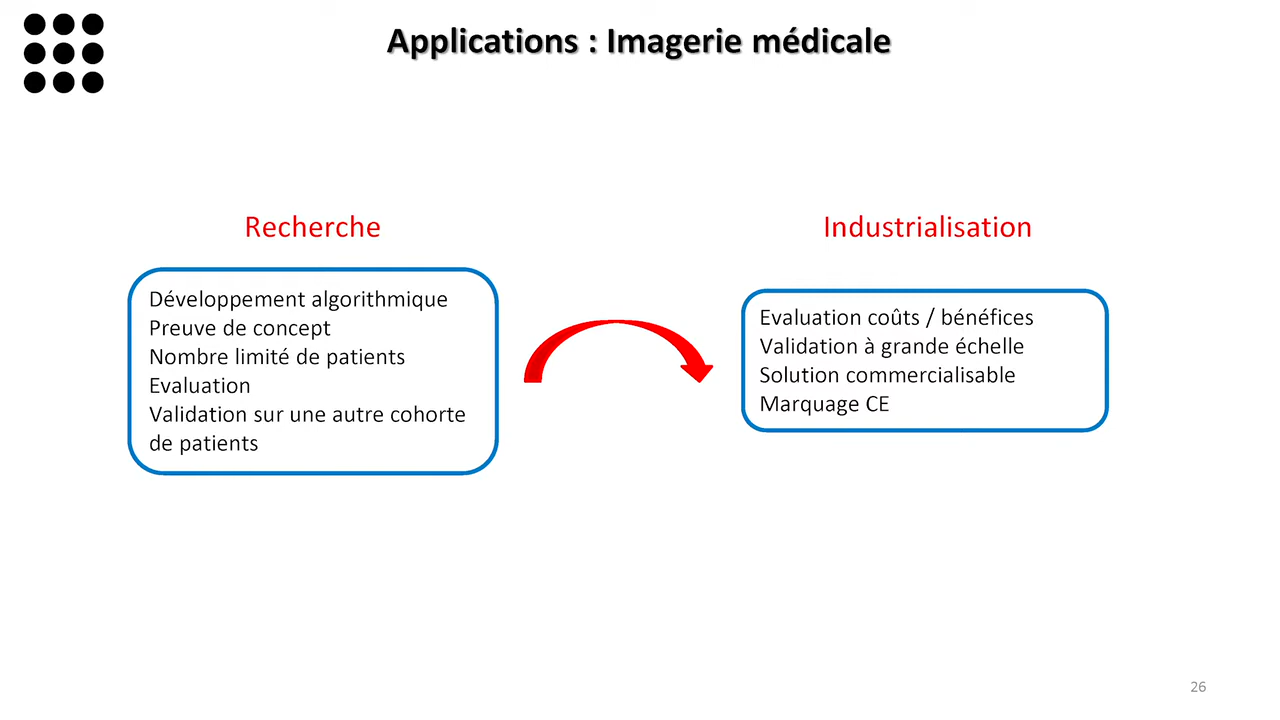 Applications : Imagerie médicale
Recherche
Développement algorithmique
Preuve de concept
Nombre limité de patients
Evaluation
Validation sur une autre cohorte
de patients
Industrialisation
Evaluation coûts / bénéfices
Validation à grande échelle
Solution commercialisable
Marquage CE
26